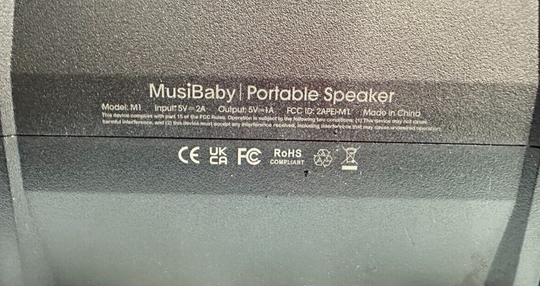 MusiBaby | Portable Speaker
Model: M1 Input: 5V⎓2A Output: 5V⎓1A FCC ID: 2APEI-M1 Made in China
This device complies with part 15 of the FCC Rules. Operation is subject to the following two conditions: (1) This device may not cause
harmful interference, and (2) this device must accept any interference received, including interference that may cause undesired operation.
CE UK CA FC RoHS COMPLIANT